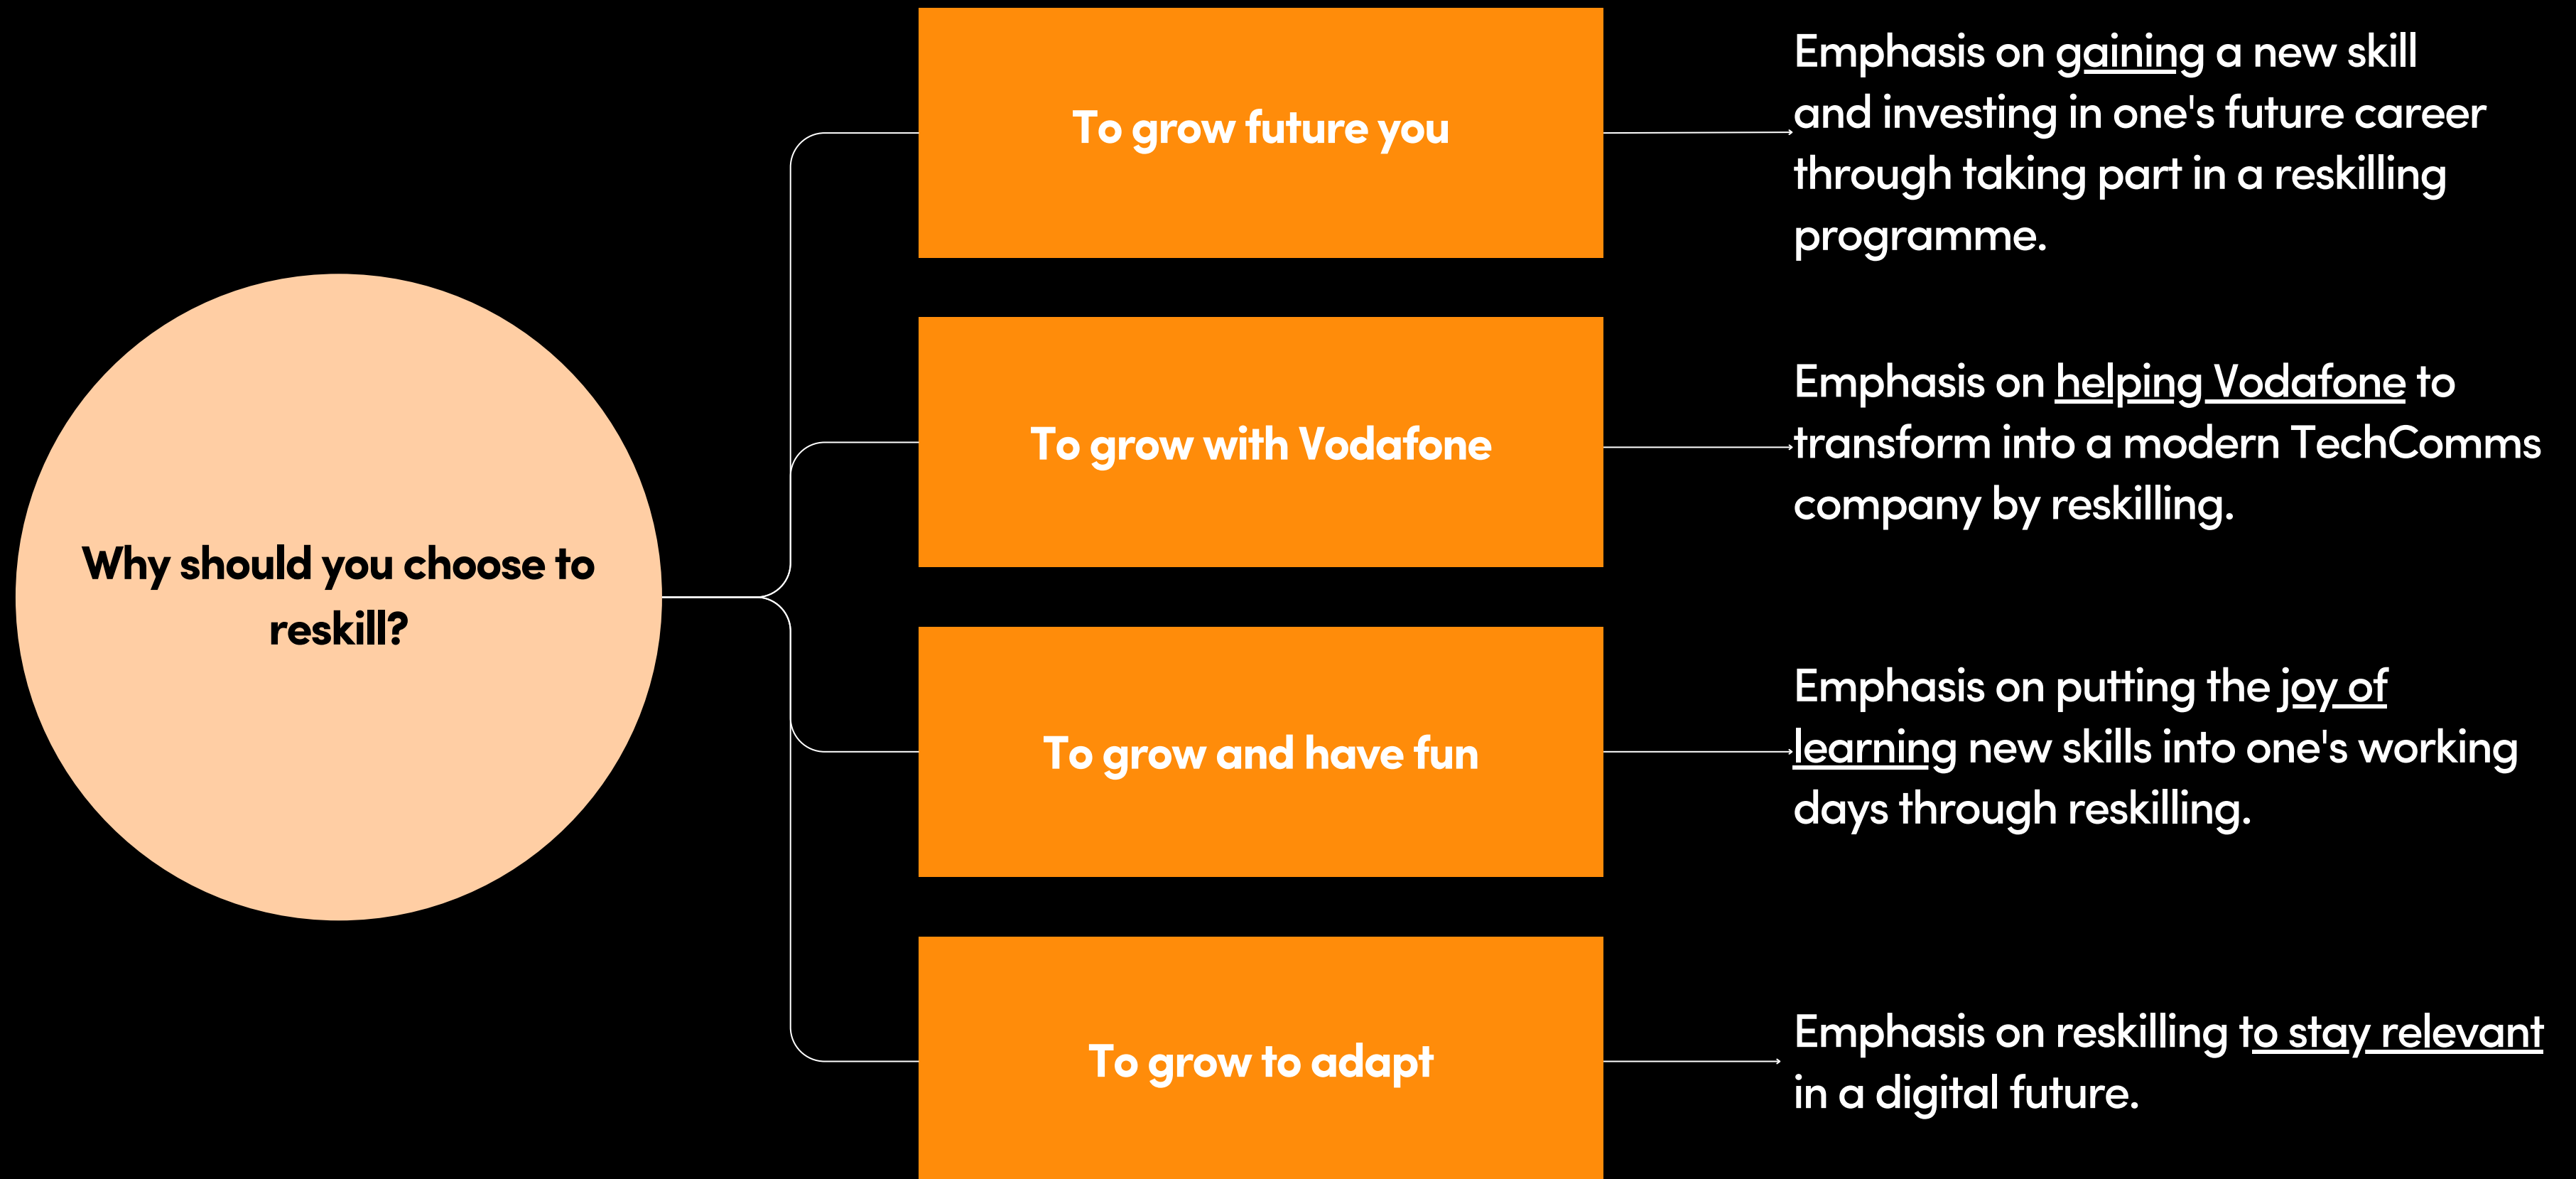 Why should you choose to
reskill?
To grow future you
Emphasis on gaining a new skill
and investing in one's future career
through taking part in a reskilling
programme.
To grow with Vodafone
Emphasis on helping Vodafone to
transform into a modern TechComms
company by reskilling.
To grow and have fun
Emphasis on putting the joy of
learning new skills into one's working
days through reskilling.
To grow to adapt
Emphasis on reskilling to stay relevant
in a digital future.